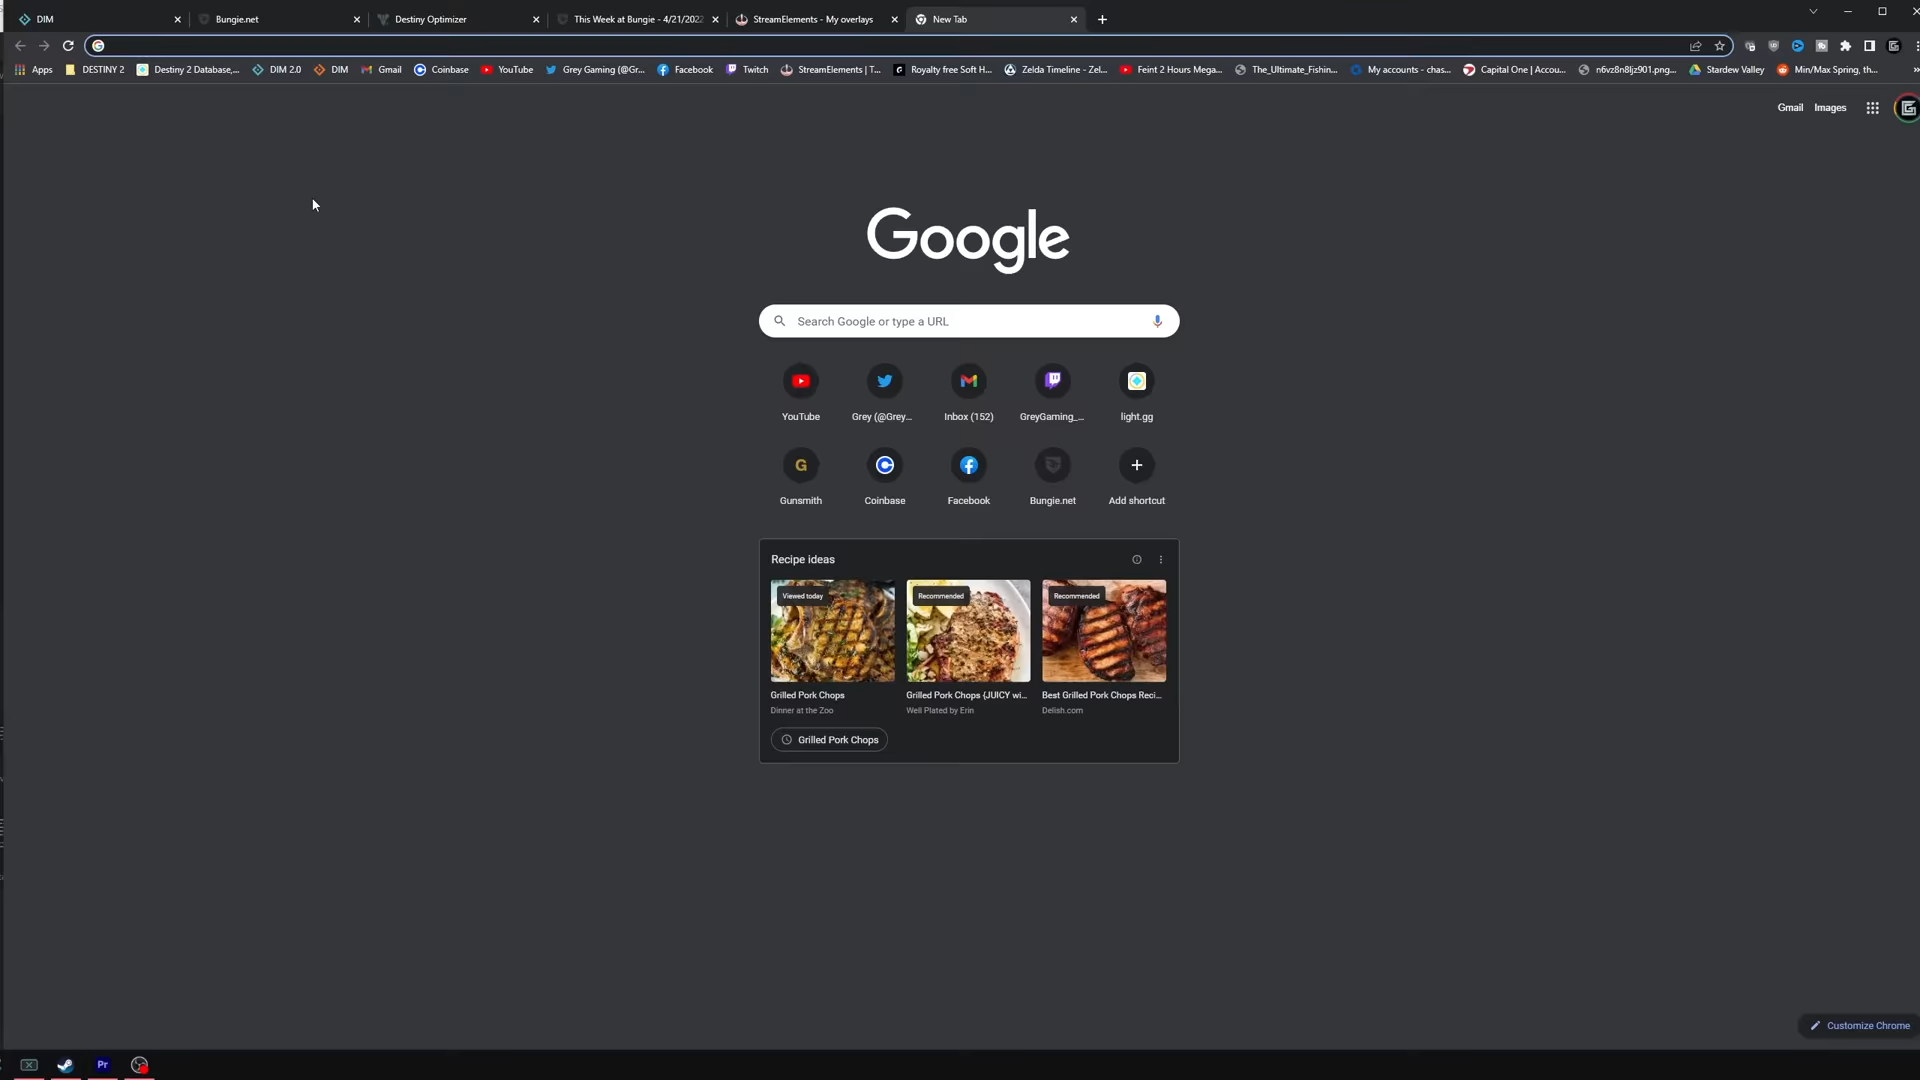 DIM
Bungie.net
Destiny Optimizer
This Week at Bungie - 4/21/2022
StreamElements - My overlays
New Tab
Apps
DESTINY 2
Destiny 2 Database,...
DIM 2.0
DIM
Gmail
Coinbase
YouTube
Grey Gaming (@Gr...
Facebook
Twitch
StreamElements | T...
Royalty free Soft H...
Zelda Timeline - Zel...
Feint 2 Hours Mega...
The_Ultimate_Fishin...
My accounts - chas...
Capital One | Accou...
n6vz8n8ljz901.png...
Stardew Valley
Min/Max Spring, th...
Gmail
Images
Google
Search Google or type a URL
YouTube
Grey (@Grey...
Inbox (152)
GreyGaming_...
light.gg
G
Gunsmith
Coinbase
Facebook
Bungie.net
Add shortcut
Recipe ideas
Viewed today
Recommended
Recommended
Grilled Pork Chops
Grilled Pork Chops {JUICY wi...
Best Grilled Pork Chops Reci...
Dinner at the Zoo
Well Plated by Erin
Delish.com
Grilled Pork Chops
Customize Chrome
Pr